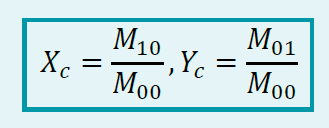 X_c = M_10 / M_00 , Y_c = M_01 / M_00